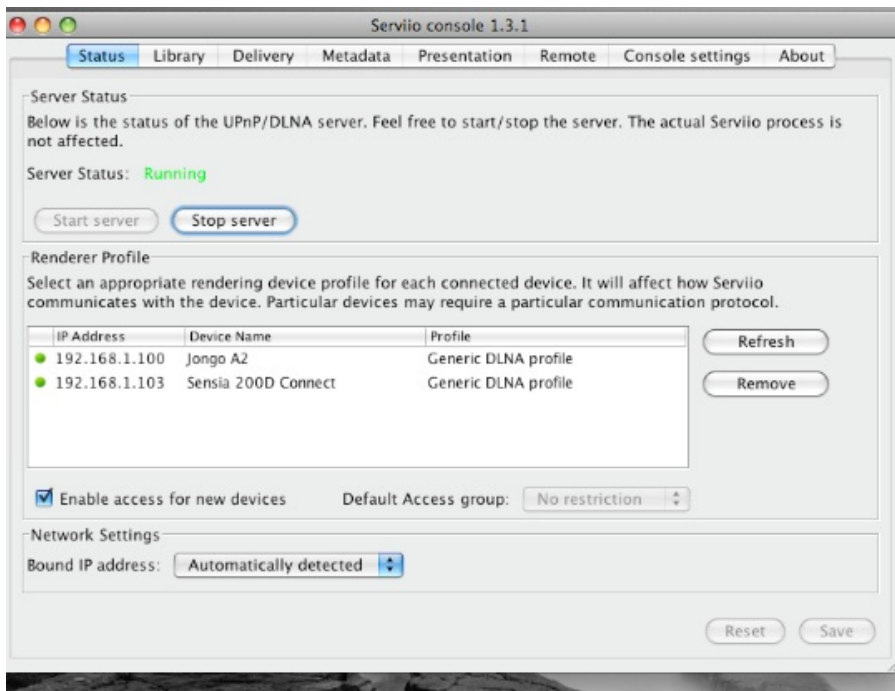 Serviio console 1.3.1
Status Library Delivery Metadata Presentation Remote Console settings About
Server Status
Below is the status of the UPnP/DLNA server. Feel free to start/stop the server. The actual Serviio process is
not affected.
Server Status: Running
Start server Stop server
Renderer Profile
Select an appropriate rendering device profile for each connected device. It will affect how Serviio
communicates with the device. Particular devices may require a particular communication protocol.
IP Address Device Name Profile
192.168.1.100 Jongo A2 Generic DLNA profile
192.168.1.103 Sensia 200D Connect Generic DLNA profile
Refresh
Remove
Enable access for new devices Default Access group: No restriction
Network Settings
Bound IP address: Automatically detected
Reset Save